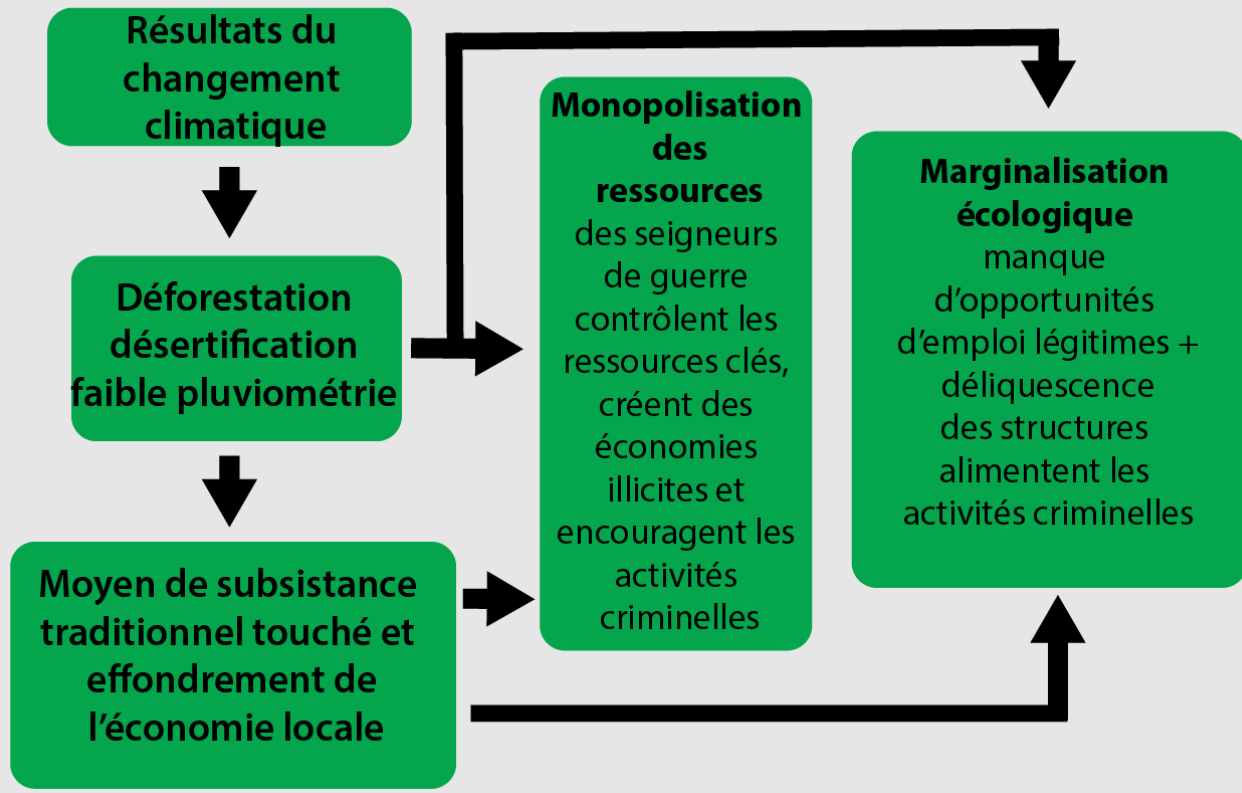 Résultats du
changement
climatique
Déforestation
désertification
faible pluviométrie
Moyen de subsistance
traditionnel touché et
effondrement de
l’économie locale
Monopolisation
des
ressources
des seigneurs
de guerre
contrôlent les
ressources clés,
créent des
économies
illicites et
encouragent les
activités
criminelles
Marginalisation
écologique
manque
d’opportunités
d’emploi légitimes +
déliquescence
des structures
alimentent les
activités criminelles